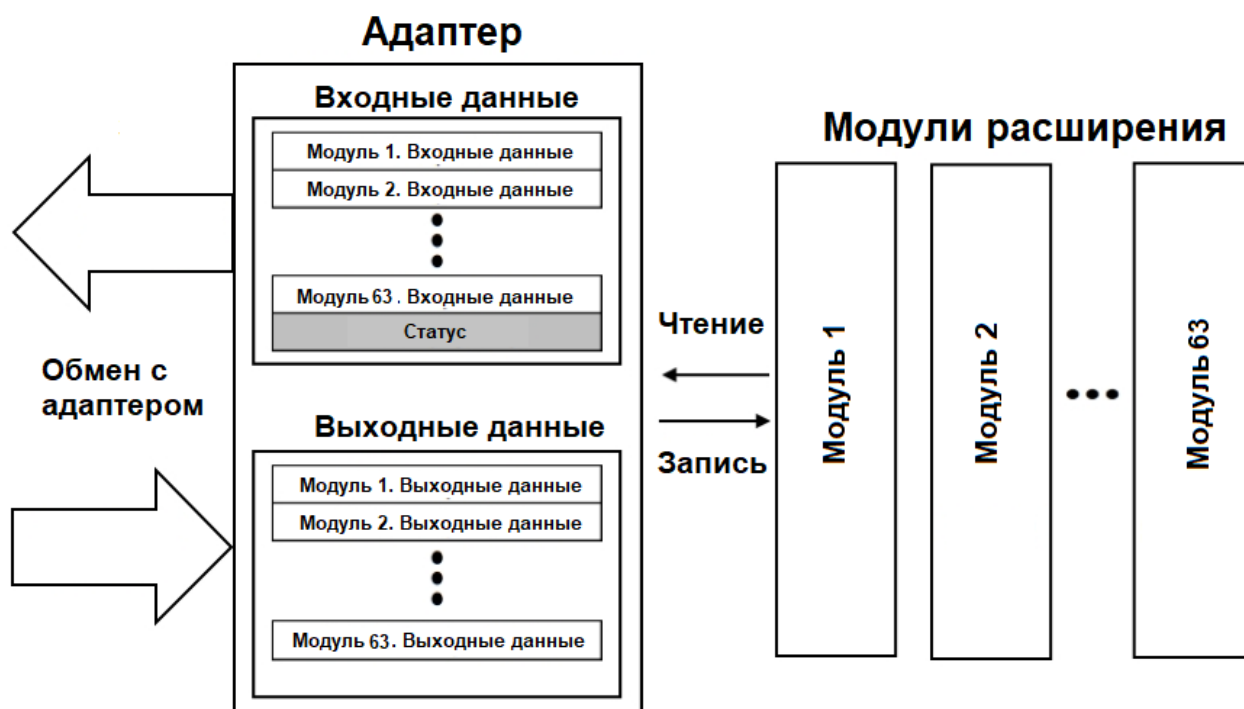 Адаптер
Входные данные
Модуль 1. Входные данные
Модуль 2. Входные данные
Модуль 63. Входные данные
Статус
Обмен с
адаптером
Выходные данные
Модуль 1. Выходные данные
Модуль 2. Выходные данные
Модуль 63. Выходные данные
Чтение
Запись
Модули расширения
Модуль 1
Модуль 2
Модуль 63